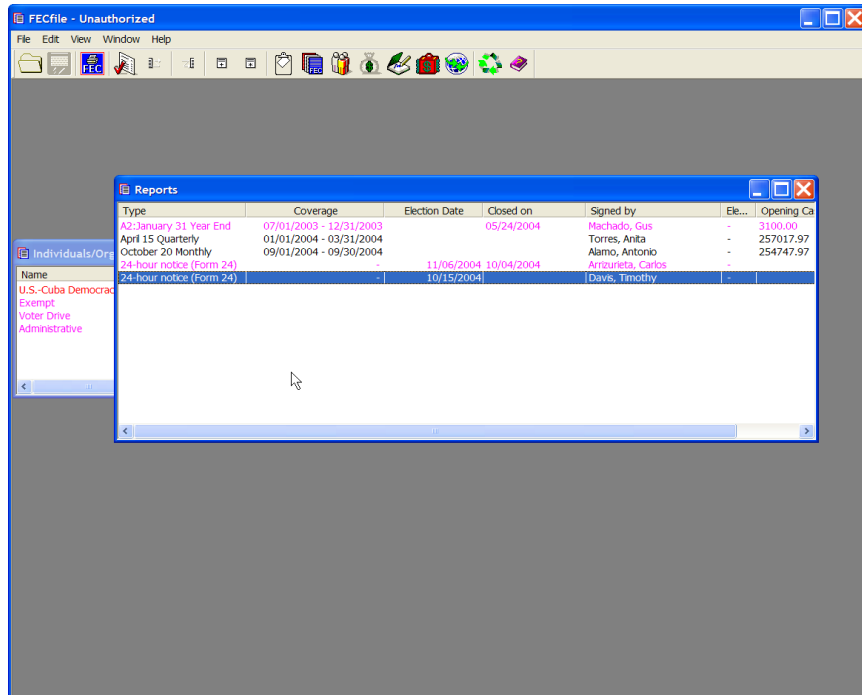 FECfile - Unauthorized
File Edit View Window Help
FEC
FEC
Reports
Type Coverage Election Date Closed on Signed by Ele... Opening Ca
A2:January 31 Year End 07/01/2003 - 12/31/2003 05/24/2004 Machado, Gus - 3100.00
April 15 Quarterly 01/01/2004 - 03/31/2004 Torres, Anita - 257017.97
October 20 Monthly 09/01/2004 - 09/30/2004 Alamo, Antonio - 254747.97
24-hour notice (Form 24) - 11/06/2004 10/04/2004 Arrizurieta, Carlos -
24-hour notice (Form 24) - 10/15/2004 Davis, Timothy -
Individuals/Org
Name
U.S.-Cuba Democrac
Exempt
Voter Drive
Administrative